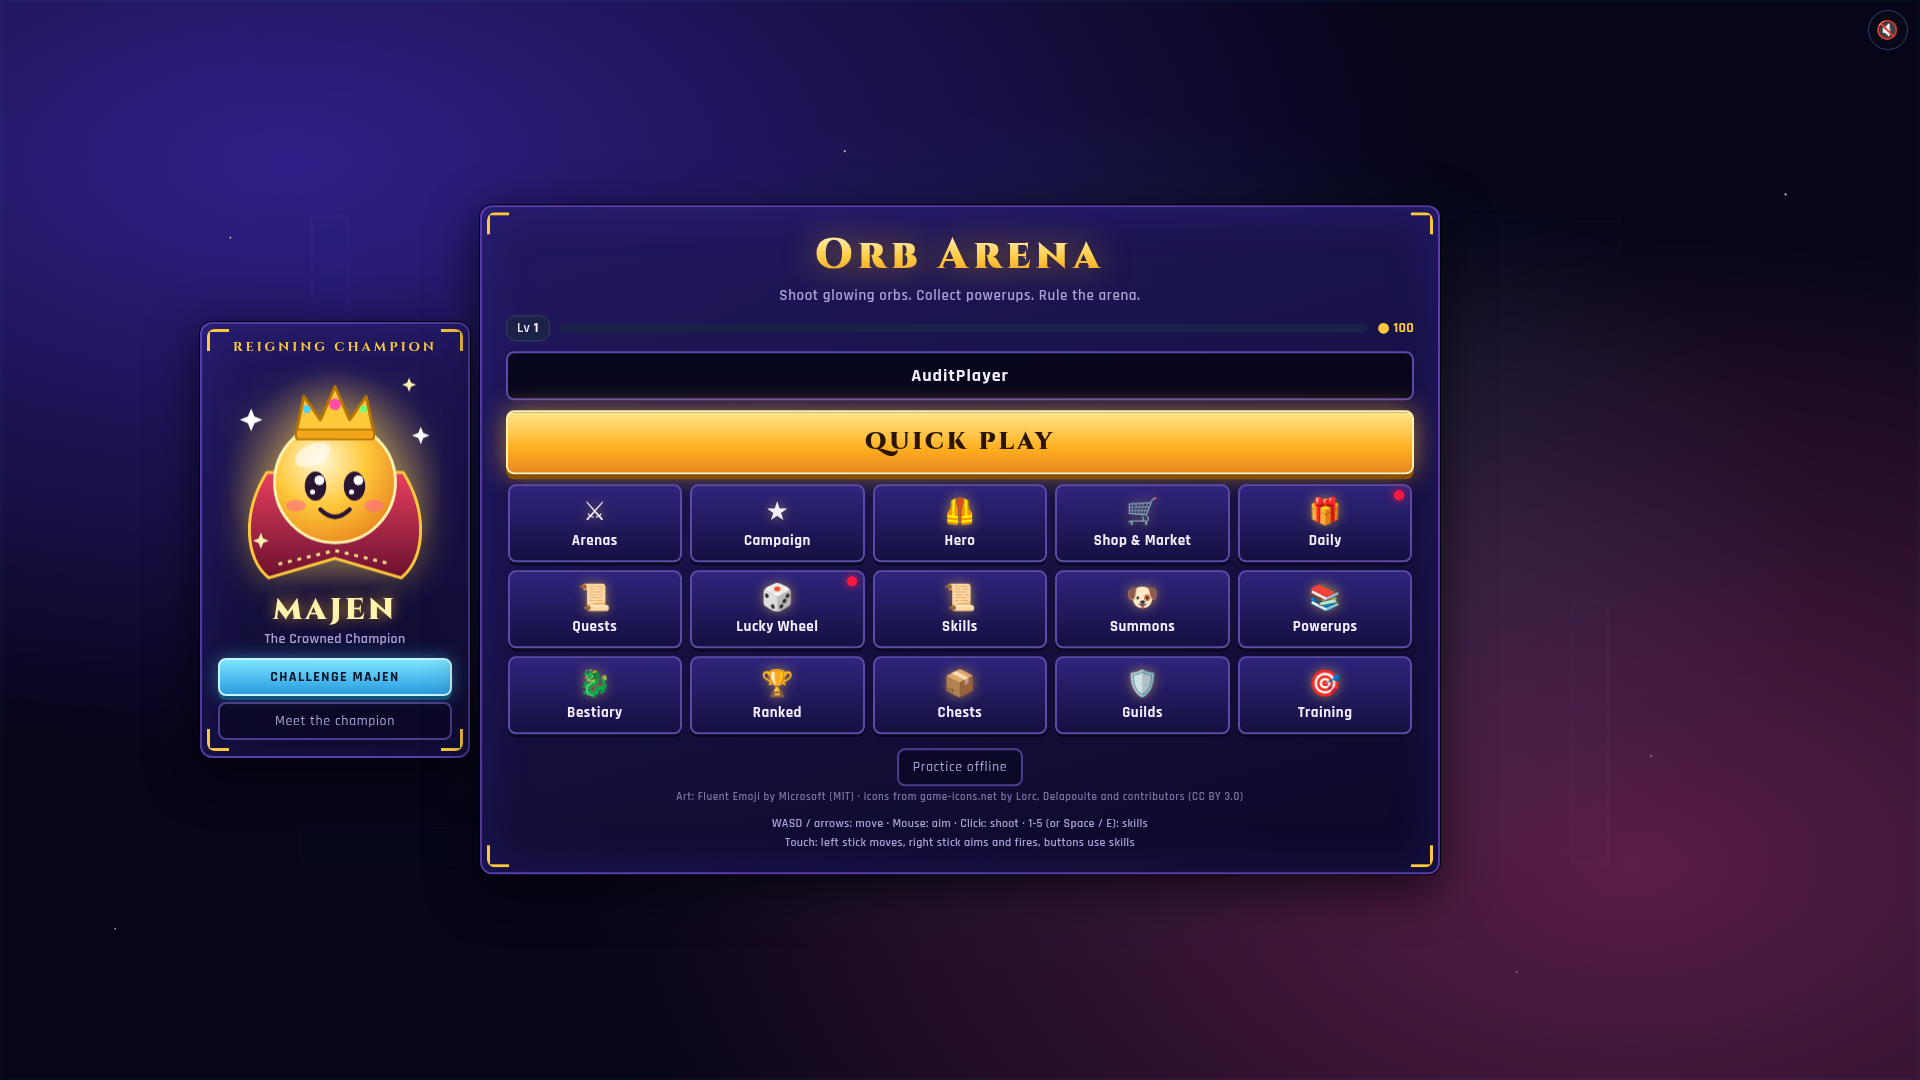 REIGNING CHAMPION
MAJEN
The Crowned Champion
CHALLENGE MAJEN
Meet the champion
Orb Arena
Shoot glowing orbs. Collect powerups. Rule the arena.
Lv 1
100
AuditPlayer
QUICK PLAY
Arenas
Campaign
Hero
Shop & Market
Daily
Quests
Lucky Wheel
Skills
Summons
Powerups
Bestiary
Ranked
Chests
Guilds
Training
Practice offline
Art: Fluent Emoji by Microsoft (MIT) · icons from game-icons.net by Lorc, Delapouite and contributors (CC BY 3.0)
WASD / arrows: move · Mouse: aim · Click: shoot · 1-5 (or Space / E): skills
Touch: left stick moves, right stick aims and fires, buttons use skills